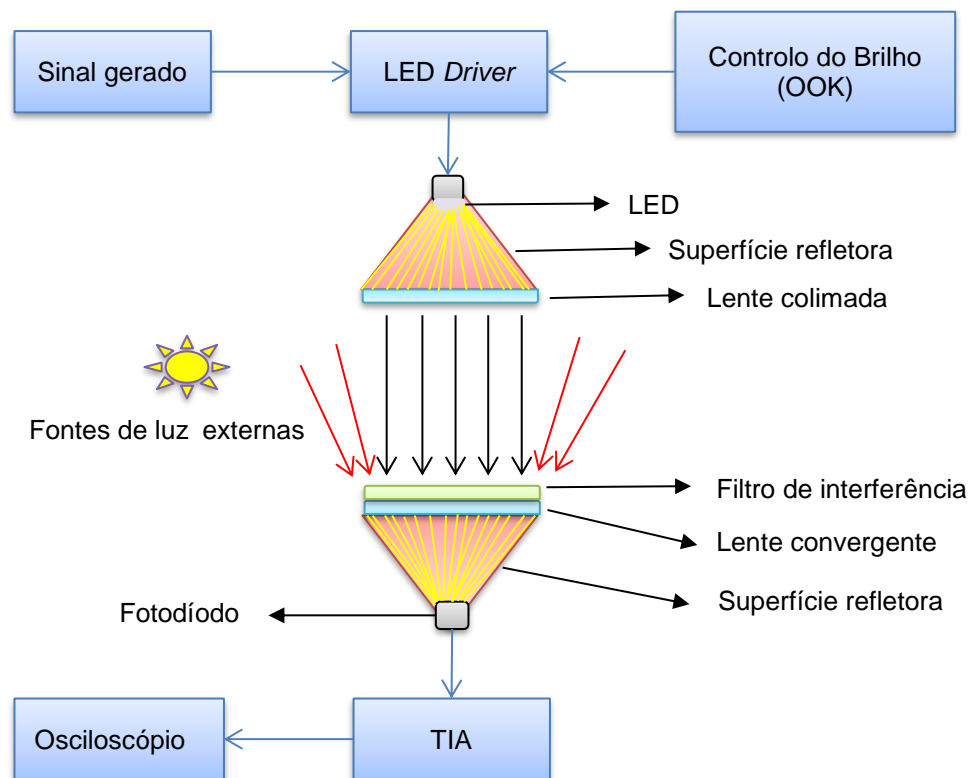 Sinal gerado
LED Driver
Controlo do Brilho
(OOK)
LED
Superfície refletora
Lente colimada
Fontes de luz externas
Filtro de interferência
Lente convergente
Superfície refletora
Fotodíodo
Osciloscópio
TIA